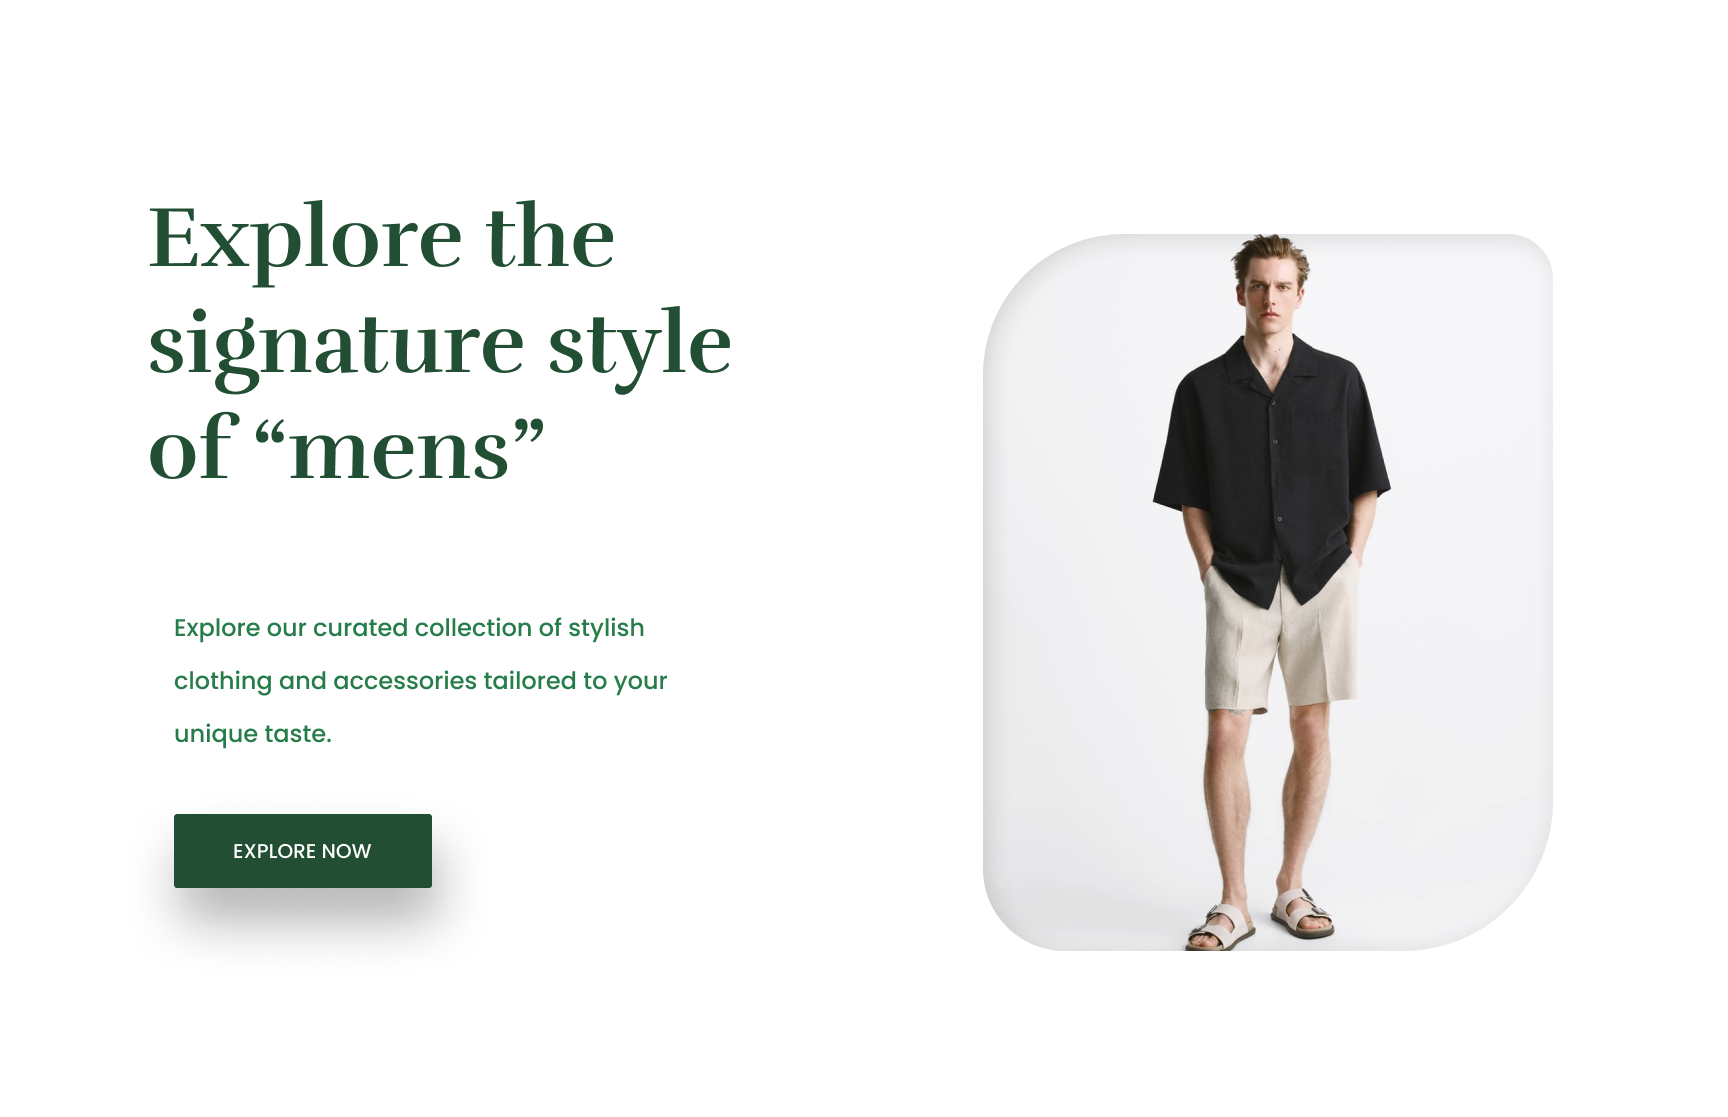 Explore the
signature style
of “mens”
Explore our curated collection of stylish
clothing and accessories tailored to your
unique taste.
EXPLORE NOW